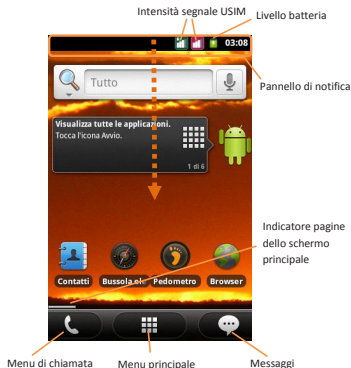 Intensità segnale USIM
Livello batteria
03:08
Pannello di notifica
Tutto
Visualizza tutte le applicazioni.
Tocca l'icona Avvio.
1 di 6
Indicatore pagine
dello schermo
principale
Contatti
Pedometro
Browser
Menu di chiamata
Menu principale
Messaggi